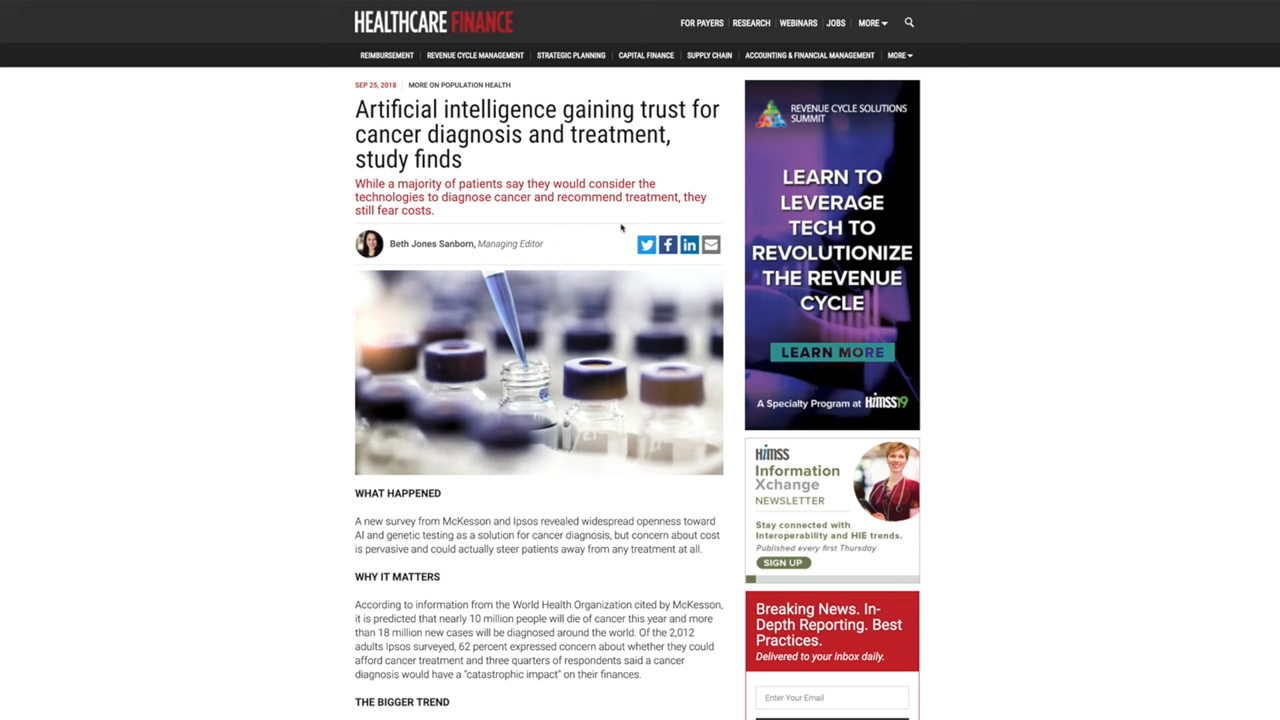 HEALTHCARE FINANCE
FOR PAYERS RESEARCH WEBINARS JOBS MORE
REIMBURSEMENT REVENUE CYCLE MANAGEMENT STRATEGIC PLANNING CAPITAL FINANCE SUPPLY CHAIN ACCOUNTING & FINANCIAL MANAGEMENT MORE
SEP 25, 2018 MORE ON POPULATION HEALTH
Artificial intelligence gaining trust for
cancer diagnosis and treatment,
study finds
While a majority of patients say they would consider the
technologies to diagnose cancer and recommend treatment, they
still fear costs.
Beth Jones Sanborn, Managing Editor
WHAT HAPPENED
A new survey from McKesson and Ipsos revealed widespread openness toward
AI and genetic testing as a solution for cancer diagnosis, but concern about cost
is pervasive and could actually steer patients away from any treatment at all.
WHY IT MATTERS
According to information from the World Health Organization cited by McKesson,
it is predicted that nearly 10 million people will die of cancer this year and more
than 18 million new cases will be diagnosed around the world. Of the 2,012
adults Ipsos surveyed, 62 percent expressed concern about whether they could
afford cancer treatment and three quarters of respondents said a cancer
diagnosis would have a "catastrophic impact" on their finances.
THE BIGGER TREND
REVENUE CYCLE SOLUTIONS
SUMMIT
LEARN TO
LEVERAGE
TECH TO
REVOLUTIONIZE
THE REVENUE
CYCLE
LEARN MORE
A Specialty Program at HIMSS19
HIMSS
Information
Xchange
NEWSLETTER
Stay connected with
Interoperability and HIE trends.
Published every first Thursday
SIGN UP
Breaking News. In-
Depth Reporting. Best
Practices.
Delivered to your inbox daily.
Enter Your Email